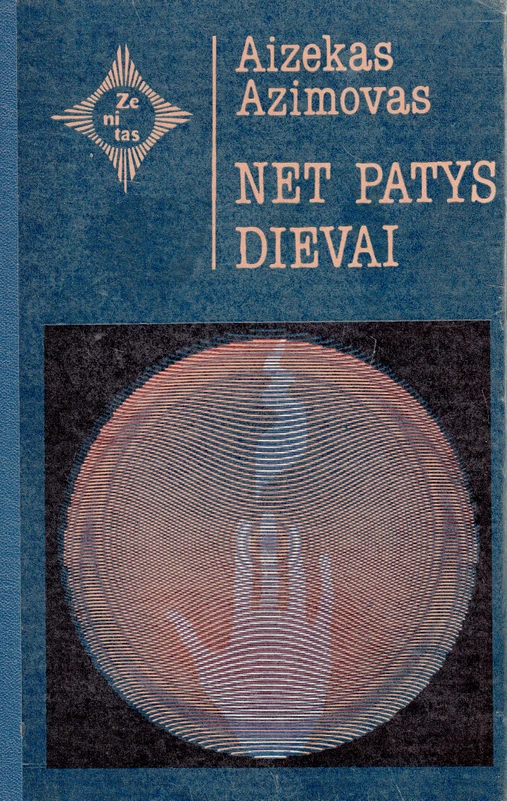 Ze
ni
tas
Aizekas
Azimovas
NET PATYS
DIEVAI